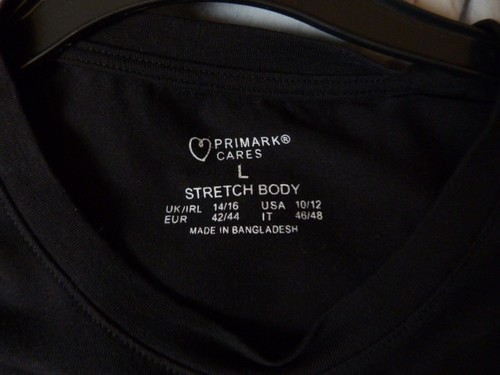 PRIMARK®
CARES
L
STRETCH BODY
UK/IRL 14/16 USA 10/12
EUR 42/44 IT 46/48
MADE IN BANGLADESH